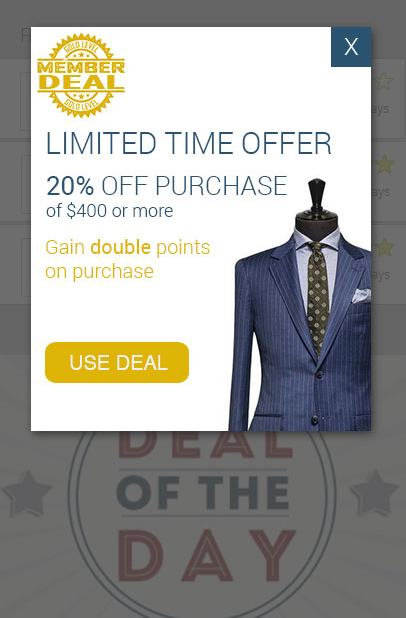 X
GOLD LEVEL
MEMBER
DEAL
GOLD LEVEL
LIMITED TIME OFFER
20% OFF PURCHASE
of $400 or more
Gain double points
on purchase
USE DEAL
DEAL
OF THE
DAY